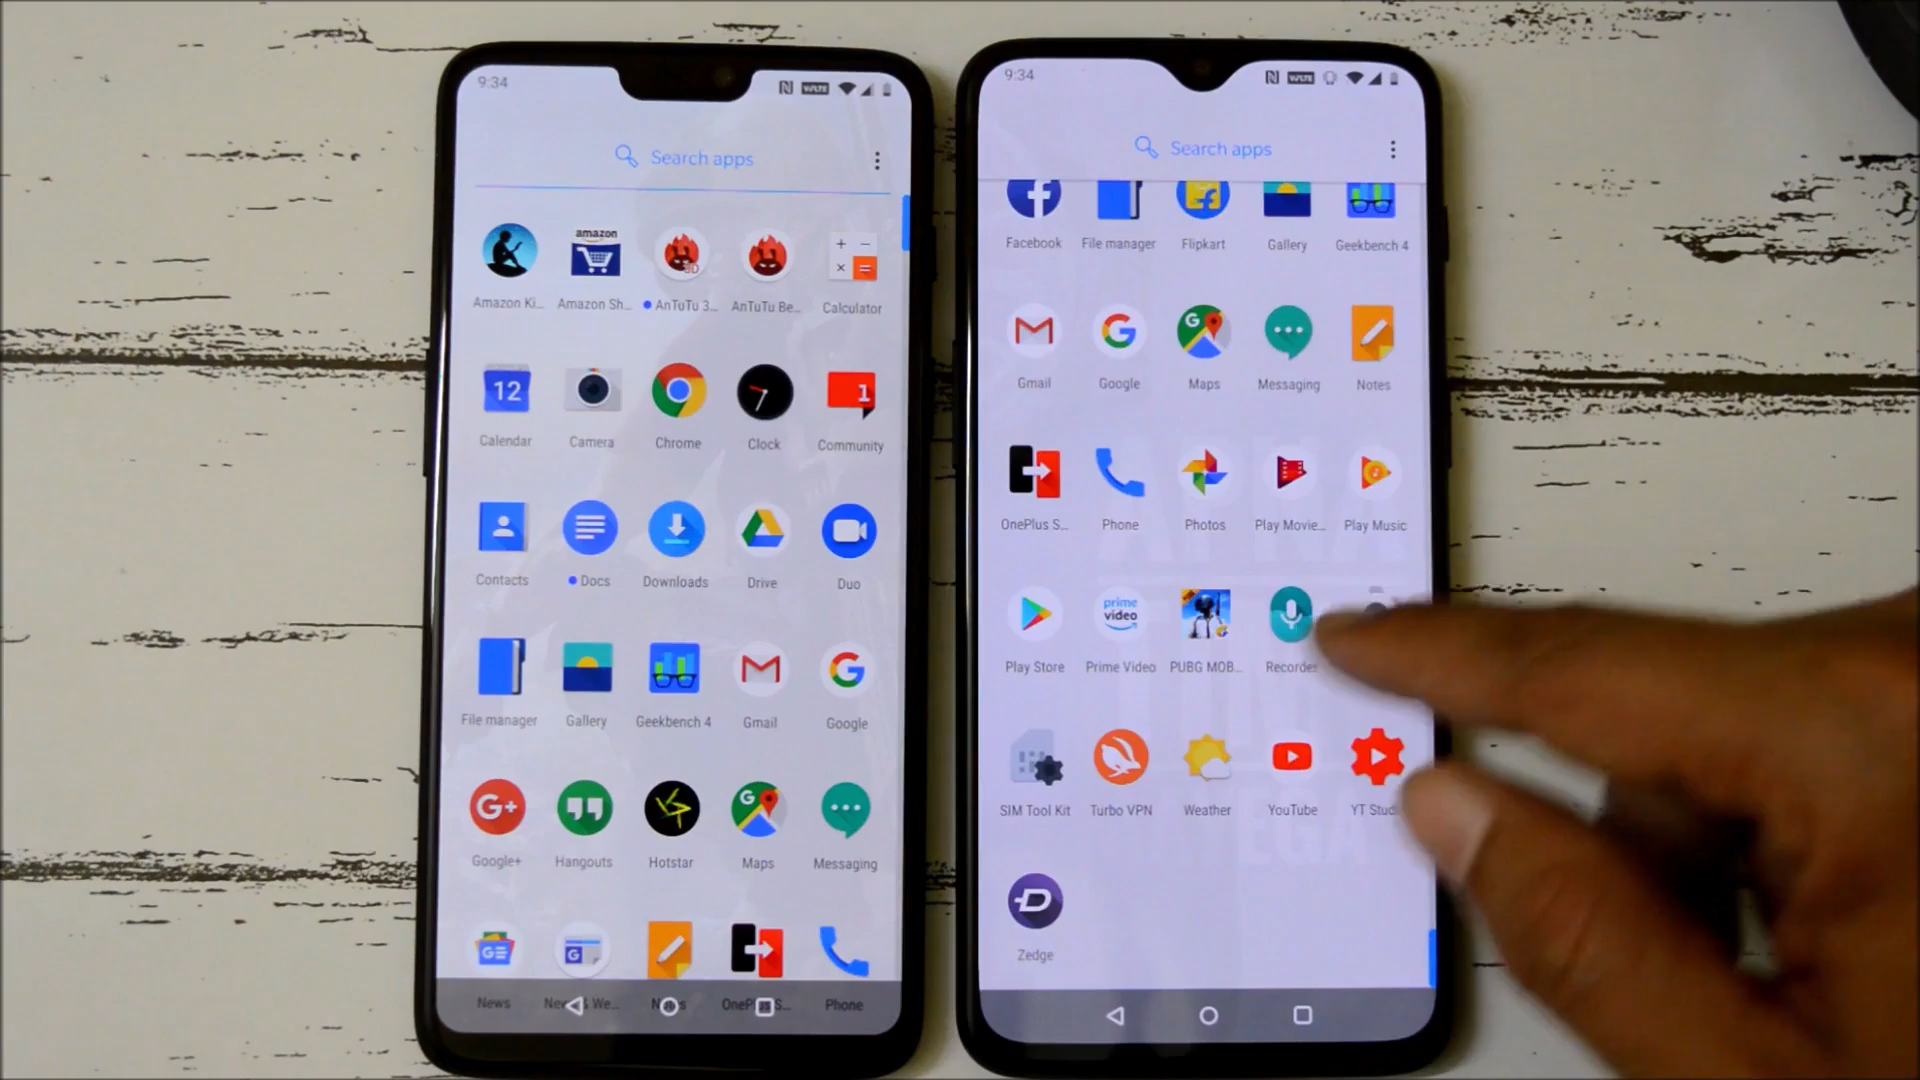 9:34
VoLTE
Search apps
amazon
3D
Amazon Ki...
Amazon Sh...
AnTuTu 3...
AnTuTu Be...
Calculator
12
1
Calendar
Camera
Chrome
Clock
Community
Contacts
Docs
Downloads
Drive
Duo
File manager
Gallery
Geekbench 4
Gmail
Google
G+
Google+
Hangouts
Hotstar
Maps
Messaging
News
Phone
9:34
VoLTE
Search apps
Facebook
File manager
Flipkart
Gallery
Geekbench 4
Gmail
Google
Maps
Messaging
Notes
OnePlus S...
Phone
Photos
Play Movie...
Play Music
prime
video
Play Store
Prime Video
PUBG MOB...
SIM Tool Kit
Turbo VPN
Weather
YouTube
Zedge